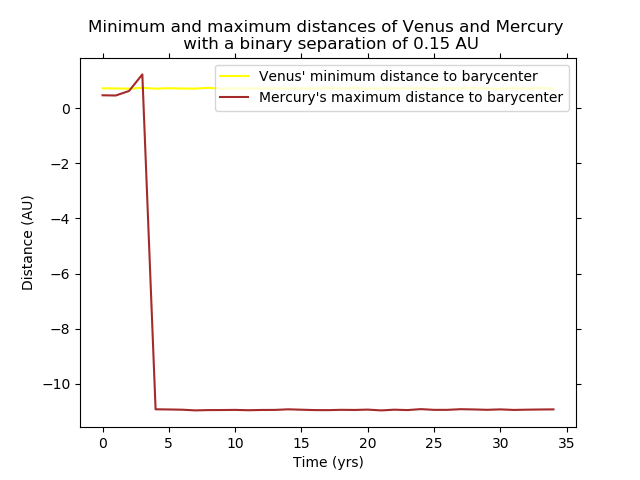 Minimum and maximum distances of Venus and Mercury
with a binary separation of 0.15 AU
Venus' minimum distance to barycenter
Mercury's maximum distance to barycenter
Distance (AU)
0
−2
−4
−6
−8
−10
0 5 10 15 20 25 30 35
Time (yrs)